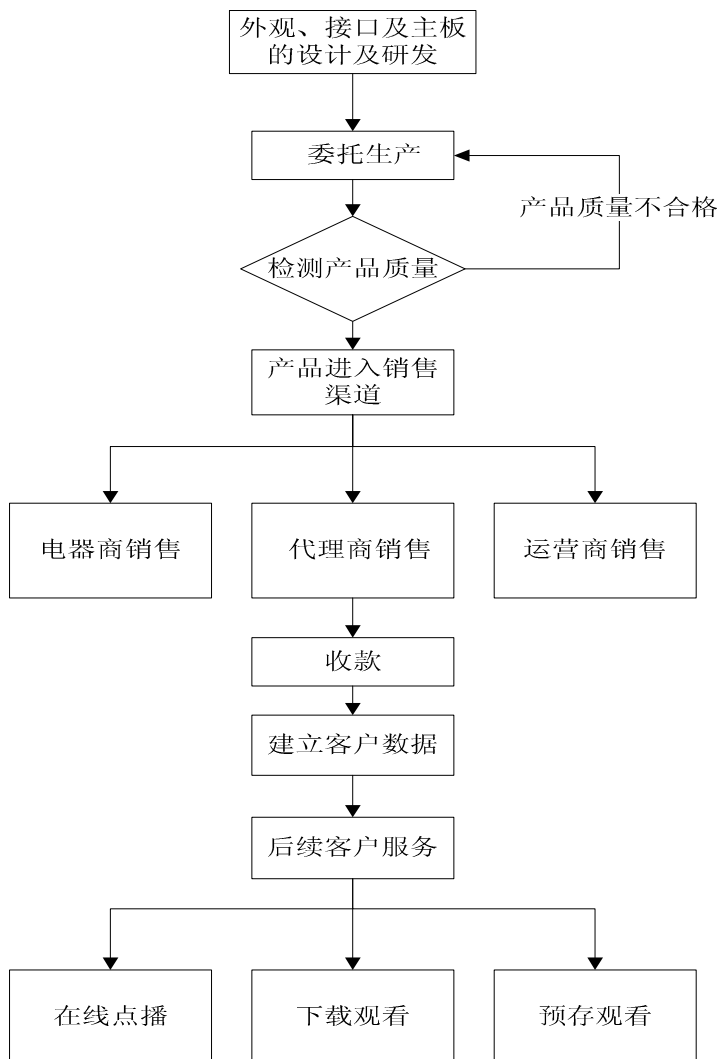 外观、接口及主板
的设计及研发
委托生产
产品质量不合格
检测产品质量
产品进入销售
渠道
电器商销售
代理商销售
运营商销售
收款
建立客户数据
后续客户服务
在线点播
下载观看
预存观看